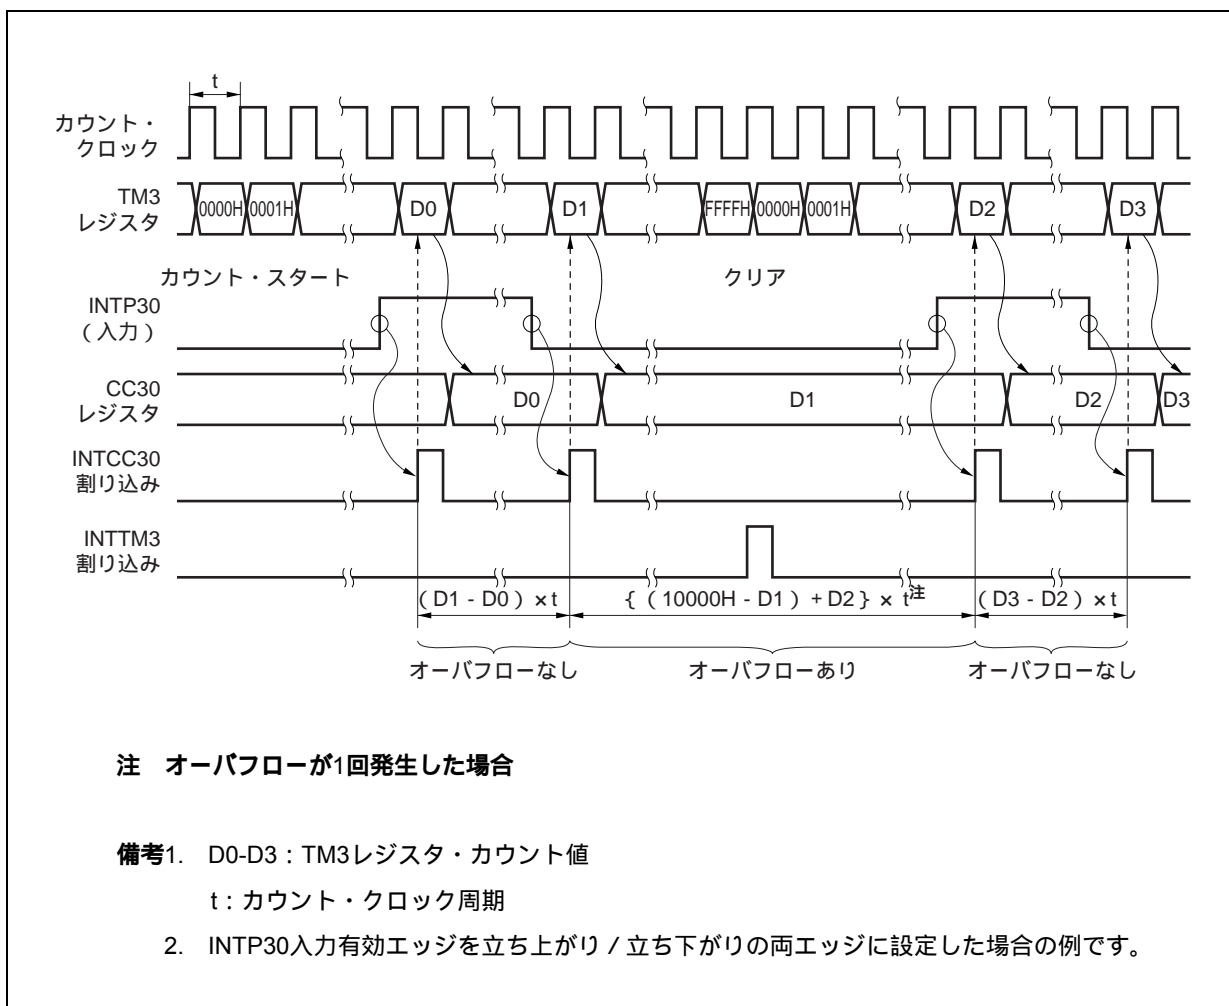 t
カウント・
クロック
TM3
レジスタ
0000H 0001H D0 D1 FFFFH 0000H 0001H D2 D3
カウント・スタート クリア
INTP30
(入力)
CC30
レジスタ
D0 D1 D2 D3
INTCC30
割り込み
INTTM3
割り込み
(D1 - D0) × t {(10000H - D1) + D2} × t注 (D3 - D2) × t
オーバフローなし オーバフローあり オーバフローなし
注 オーバフローが1回発生した場合
備考1. D0-D3:TM3レジスタ・カウント値
t:カウント・クロック周期
2. INTP30入力有効エッジを立ち上がり/立ち下がりの両エッジに設定した場合の例です。